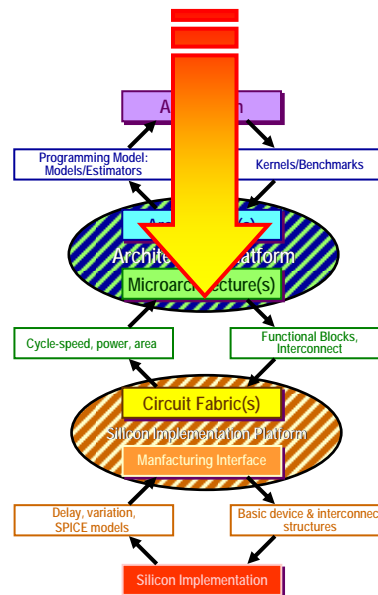 Programming Model:
Models/Estimators
Kernels/Benchmarks
Platform
Microarchitecture(s)
Cycle-speed, power, area
Functional Blocks,
Interconnect
Circuit Fabric(s)
Silicon Implementation Platform
Manfacturing Interface
Delay, variation,
SPICE models
Basic device & interconnect
structures
Silicon Implementation